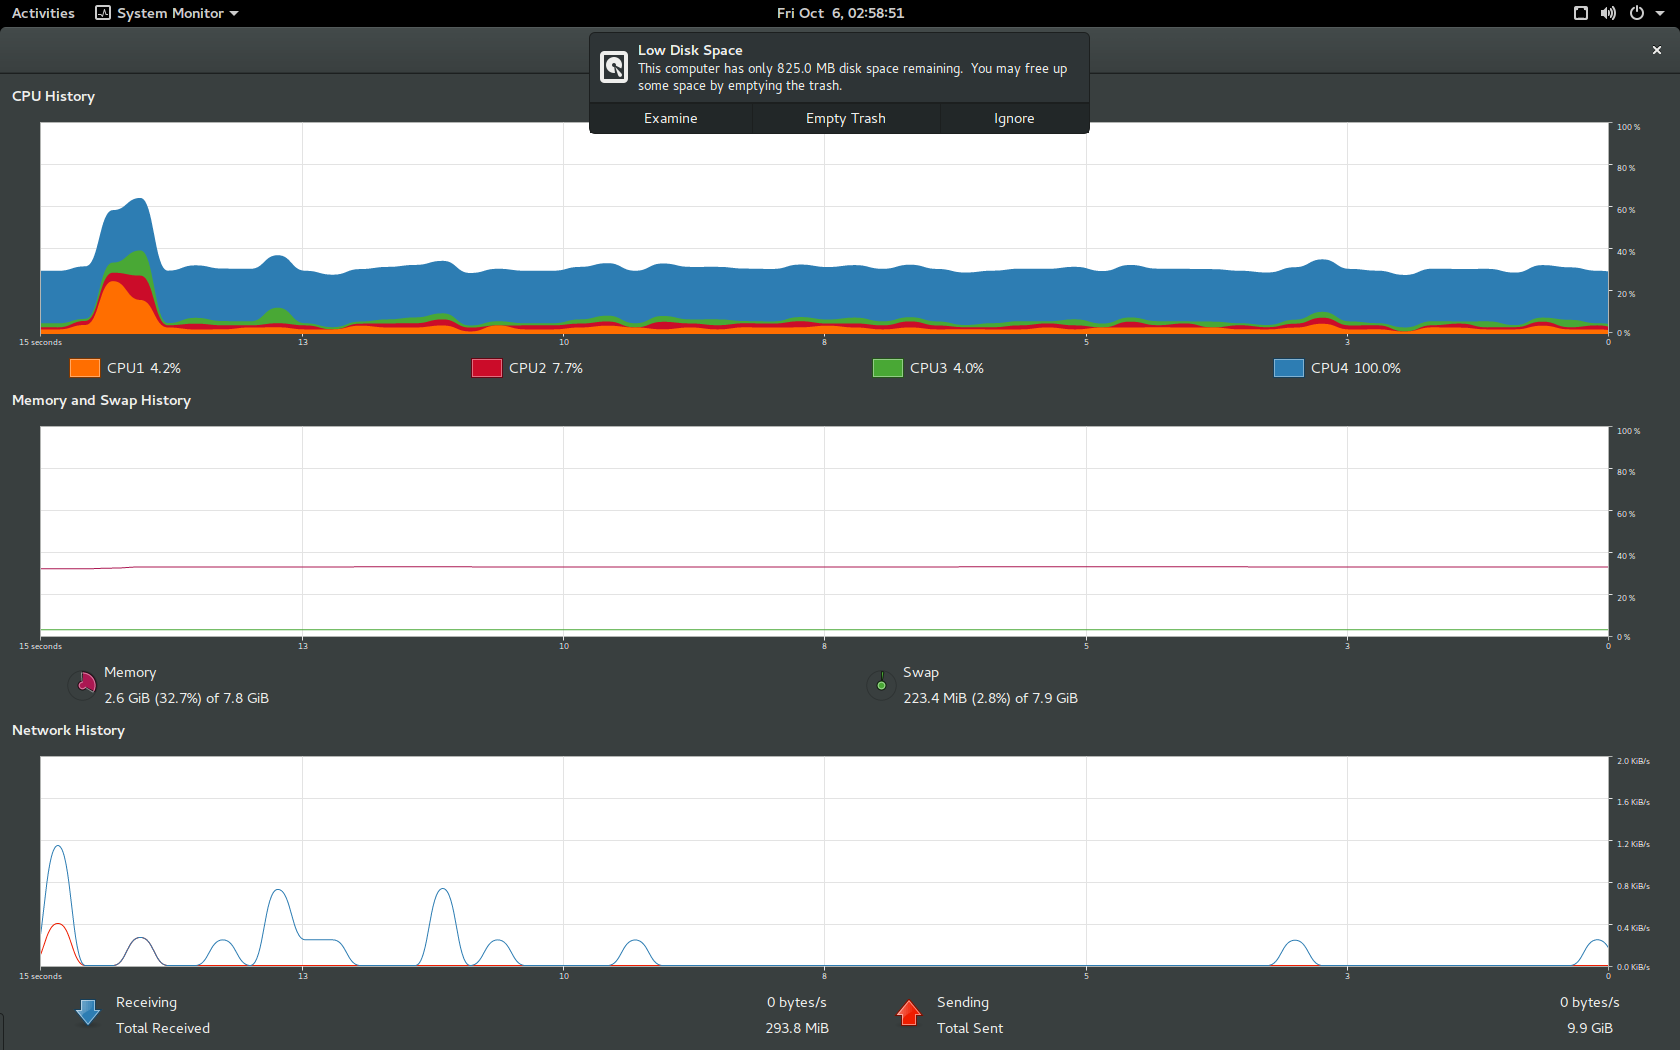 Activities System Monitor Fri Oct 6, 02:58:51
Low Disk Space
This computer has only 825.0 MB disk space remaining. You may free up
some space by emptying the trash.
Examine Empty Trash Ignore
CPU History
100 %
80 %
60 %
40 %
20 %
0 %
15 seconds 13 10 8 5 3 0
CPU1 4.2% CPU2 7.7% CPU3 4.0% CPU4 100.0%
Memory and Swap History
100 %
80 %
60 %
40 %
20 %
0 %
15 seconds 13 10 8 5 3 0
Memory Swap
2.6 GiB (32.7%) of 7.8 GiB 223.4 MiB (2.8%) of 7.9 GiB
Network History
2.0 KiB/s
1.6 KiB/s
1.2 KiB/s
0.8 KiB/s
0.4 KiB/s
0.0 KiB/s
15 seconds 13 10 8 5 3 0
Receiving 0 bytes/s Sending 0 bytes/s
Total Received 293.8 MiB Total Sent 9.9 GiB